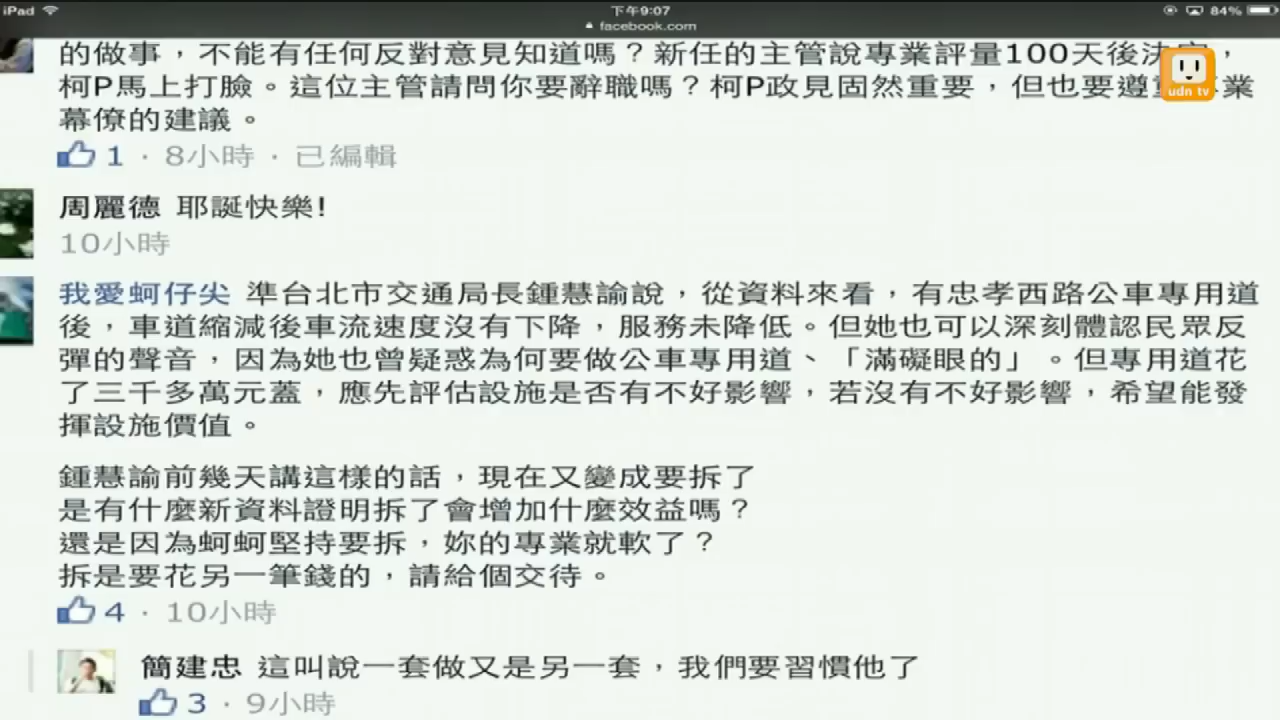 iPad 下午9:07 84%
facebook.com
的做事，不能有任何反對意見知道嗎？新任的主管說專業評量100天後決定，
柯P馬上打臉。這位主管請問你要辭職嗎？柯P政見固然重要，但也要遵重專業
幕僚的建議。
udn tv
1 · 8小時 · 已編輯
周麗德 耶誕快樂!
10小時
我愛蚵仔尖 準台北市交通局長鍾慧諭說，從資料來看，有忠孝西路公車專用道
後，車道縮減後車流速度沒有下降，服務未降低。但她也可以深刻體認民眾反
彈的聲音，因為她也曾疑惑為何要做公車專用道、「滿礙眼的」。但專用道花
了三千多萬元蓋，應先評估設施是否有不好影響，若沒有不好影響，希望能發
揮設施價值。
鍾慧諭前幾天講這樣的話，現在又變成要拆了
是有什麼新資料證明拆了會增加什麼效益嗎？
還是因為蚵蚵堅持要拆，妳的專業就軟了？
拆是要花另一筆錢的，請給個交待。
4 · 10小時
簡建忠 這叫說一套做又是另一套，我們要習慣他了
3 · 9小時